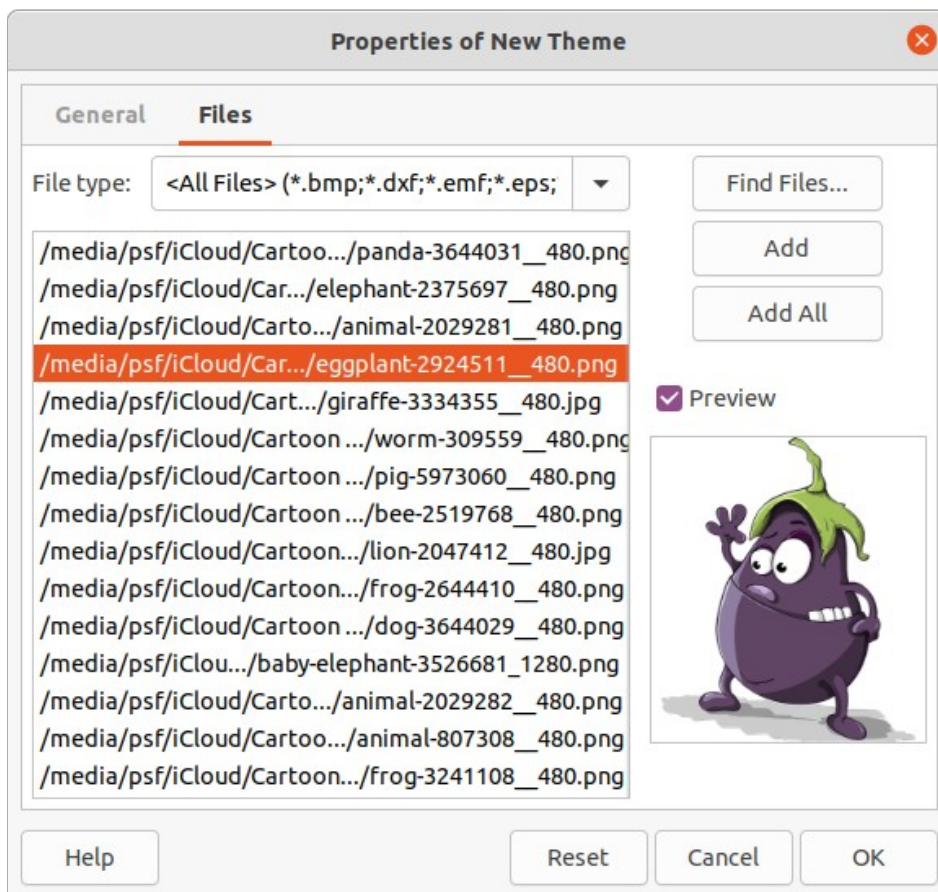 Properties of New Theme
General Files
File type: <All Files> (*.bmp;*.dxf;*.emf;*.eps;
Find Files...
Add
Add All
/media/psf/iCloud/Cartoo.../panda-3644031__480.png
/media/psf/iCloud/Car.../elephant-2375697__480.png
/media/psf/iCloud/Carto.../animal-2029281__480.png
/media/psf/iCloud/Car.../eggplant-2924511__480.png
/media/psf/iCloud/Cart.../giraffe-3334355__480.jpg
/media/psf/iCloud/Cartoon .../worm-309559__480.png
/media/psf/iCloud/Cartoon .../pig-5973060__480.png
/media/psf/iCloud/Cartoon .../bee-2519768__480.png
/media/psf/iCloud/Cartoon.../lion-2047412__480.jpg
/media/psf/iCloud/Cartoon.../frog-2644410__480.png
/media/psf/iCloud/Cartoon .../dog-3644029__480.png
/media/psf/iClou.../baby-elephant-3526681_1280.png
/media/psf/iCloud/Carto.../animal-2029282__480.png
/media/psf/iCloud/Cartoo.../animal-807308__480.png
/media/psf/iCloud/Cartoon.../frog-3241108__480.png
Preview
Help Reset Cancel OK